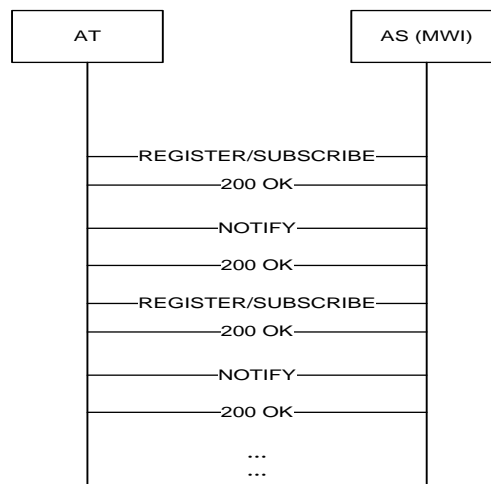 AT
AS (MWI)
REGISTER/SUBSCRIBE
200 OK
NOTIFY
200 OK
REGISTER/SUBSCRIBE
200 OK
NOTIFY
200 OK
...
...